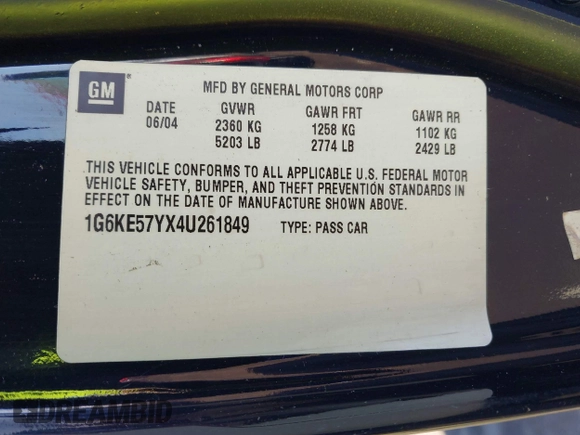 GM
MFD BY GENERAL MOTORS CORP
DATE GVWR GAWR FRT GAWR RR
06/04 2360 KG 1258 KG 1102 KG
5203 LB 2774 LB 2429 LB
THIS VEHICLE CONFORMS TO ALL APPLICABLE U.S. FEDERAL MOTOR
VEHICLE SAFETY, BUMPER, AND THEFT PREVENTION STANDARDS IN
EFFECT ON THE DATE OF MANUFACTURE SHOWN ABOVE.
1G6KE57YX4U261849 TYPE: PASS CAR
DREAMBID